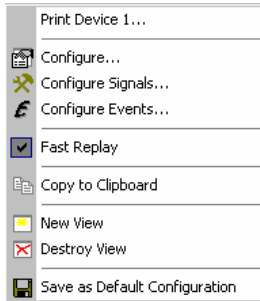 Print Device 1...
Configure...
Configure Signals...
Configure Events...
Fast Replay
Copy to Clipboard
New View
Destroy View
Save as Default Configuration